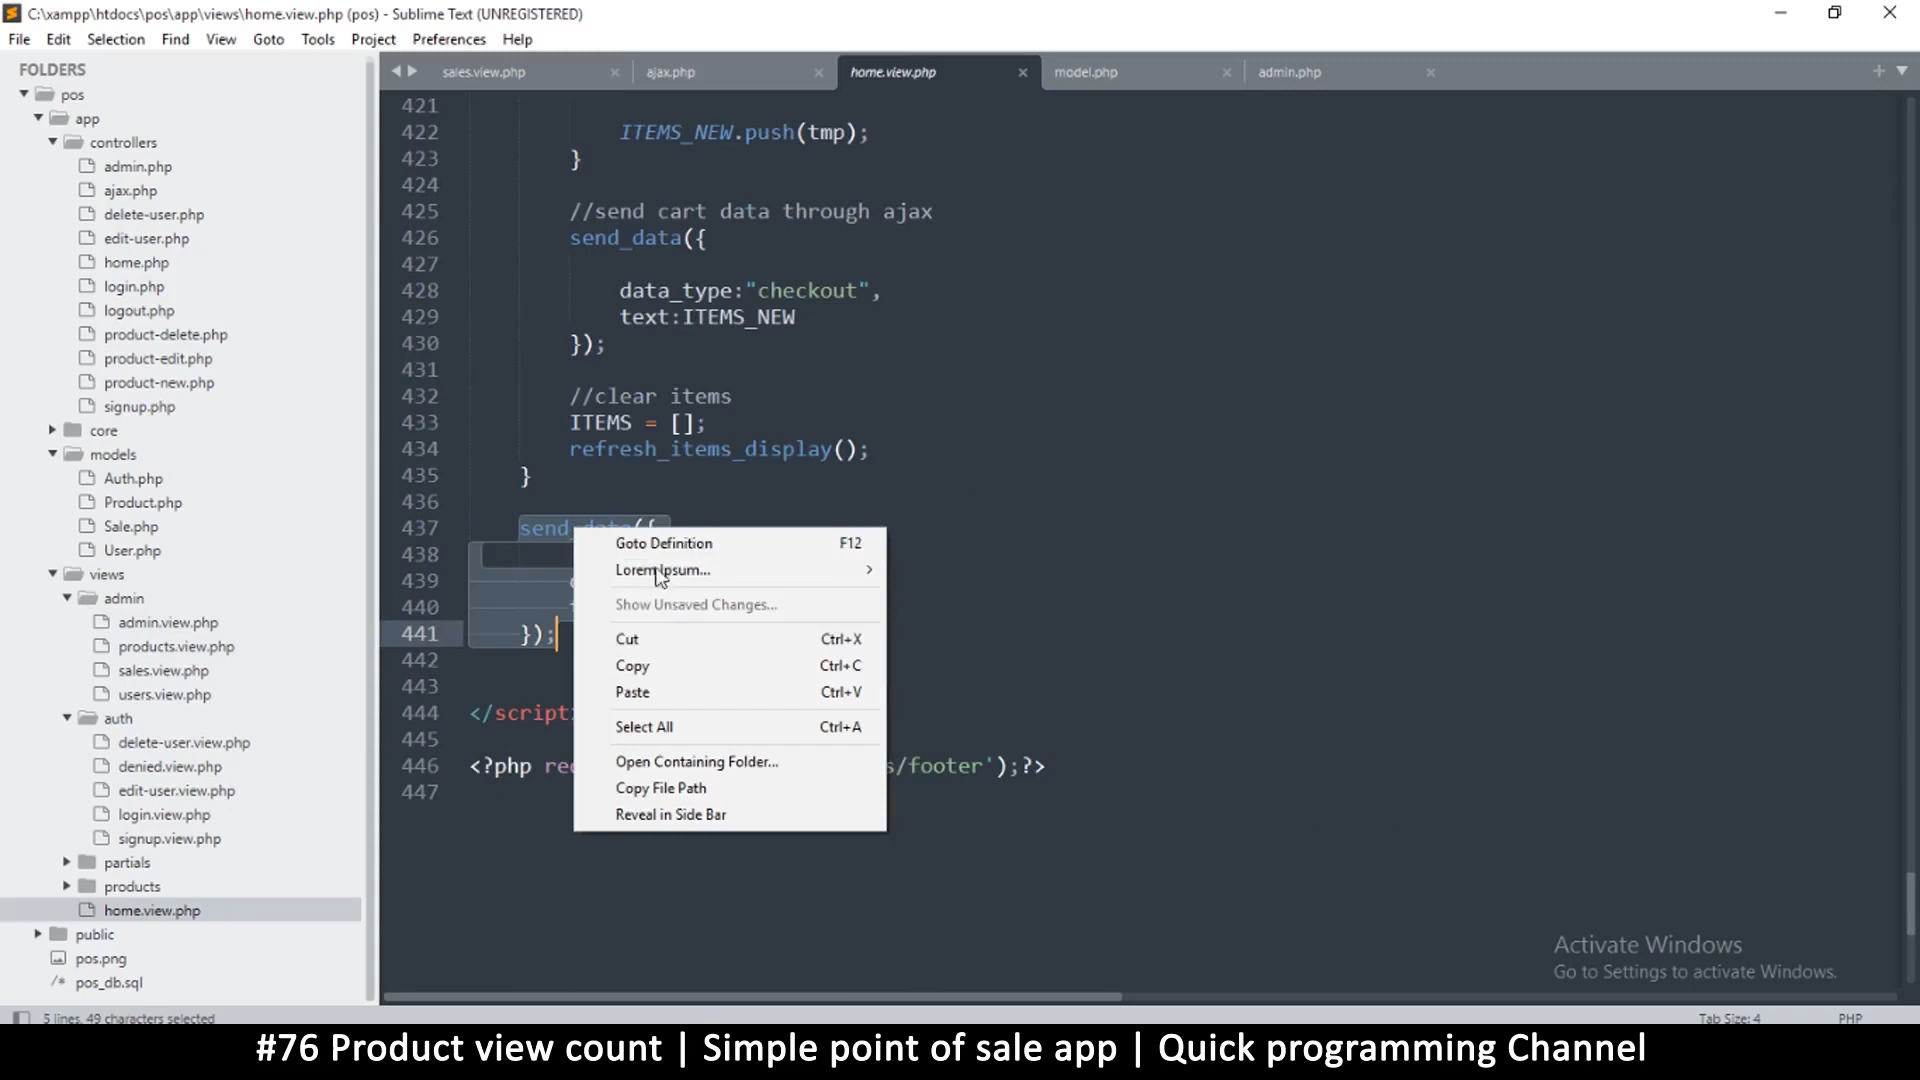 C:\xampp\htdocs\pos\app\views\home.view.php (pos) - Sublime Text (UNREGISTERED)
File Edit Selection Find View Goto Tools Project Preferences Help
FOLDERS
pos
app
controllers
admin.php
ajax.php
delete-user.php
edit-user.php
home.php
login.php
logout.php
product-delete.php
product-edit.php
product-new.php
signup.php
core
models
Auth.php
Product.php
Sale.php
User.php
views
admin
admin.view.php
products.view.php
sales.view.php
users.view.php
auth
delete-user.view.php
denied.view.php
edit-user.view.php
login.view.php
signup.view.php
partials
products
home.view.php
public
pos.png
/* pos_db.sql
sales.view.php ajax.php home.view.php model.php admin.php
421
422 ITEMS_NEW.push(tmp);
423 }
424
425 //send cart data through ajax
426 send_data({
427
428 data_type:"checkout",
429 text:ITEMS_NEW
430 });
431
432 //clear items
433 ITEMS = [];
434 refresh_items_display();
435 }
436
437 send_data({
438
439
440
441 });
442
443
444 </script
445
446 <?php re s/footer');?>
447
Goto Definition F12
Lorem Ipsum...
Show Unsaved Changes...
Cut Ctrl+X
Copy Ctrl+C
Paste Ctrl+V
Select All Ctrl+A
Open Containing Folder...
Copy File Path
Reveal in Side Bar
Activate Windows
Go to Settings to activate Windows.
5 lines, 49 characters selected Tab Size: 4 PHP
#76 Product view count | Simple point of sale app | Quick programming Channel